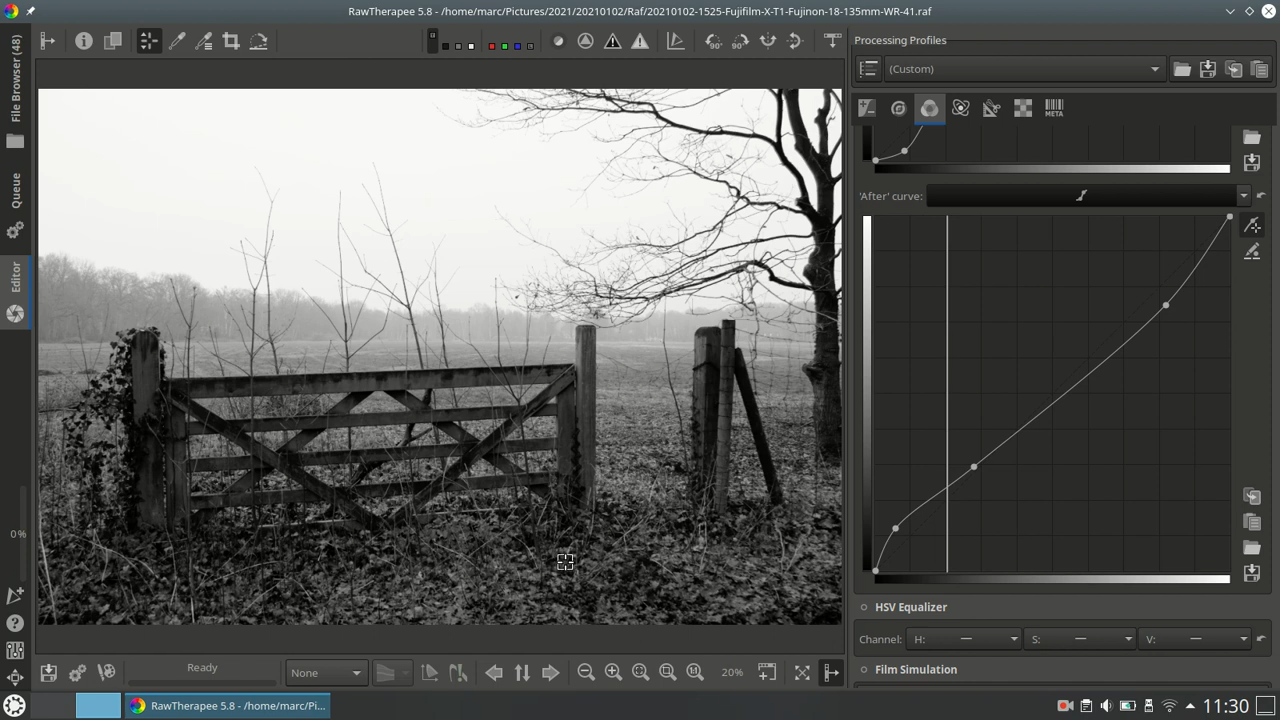 RawTherapee 5.8 - /home/marc/Pictures/2021/20210102/Raf/20210102-1525-Fujifilm-X-T1-Fujinon-18-135mm-WR-41.raf
File Browser (48)
Queue
Editor
0%
Processing Profiles
(Custom)
META
'After' curve:
HSV Equalizer
Channel: H: — S: — V: —
Film Simulation
Ready
None
20%
RawTherapee 5.8 - /home/marc/Pi...
11:30